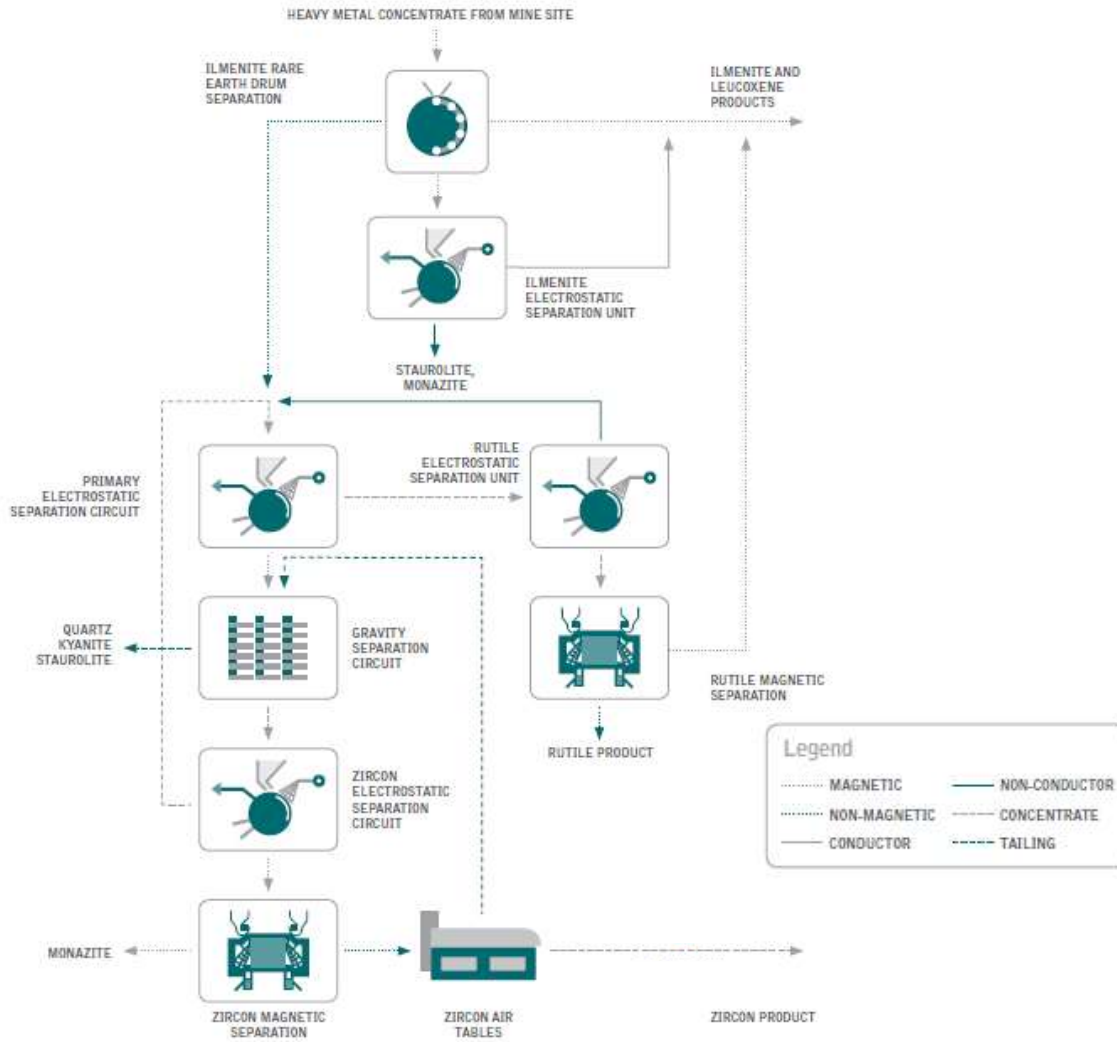 HEAVY METAL CONCENTRATE FROM MINE SITE
ILMENITE RARE
EARTH DRUM
SEPARATION
ILMENITE AND
LEUCOXENE
PRODUCTS
ILMENITE
ELECTROSTATIC
SEPARATION UNIT
STAUROLITE,
MONAZITE
PRIMARY
ELECTROSTATIC
SEPARATION CIRCUIT
RUTILE
ELECTROSTATIC
SEPARATION UNIT
QUARTZ
KYANITE
STAUROLITE
GRAVITY
SEPARATION
CIRCUIT
RUTILE MAGNETIC
SEPARATION
RUTILE PRODUCT
ZIRCON
ELECTROSTATIC
SEPARATION
CIRCUIT
Legend
MAGNETIC
NON-CONDUCTOR
NON-MAGNETIC
CONCENTRATE
CONDUCTOR
TAILING
MONAZITE
ZIRCON MAGNETIC
SEPARATION
ZIRCON AIR
TABLES
ZIRCON PRODUCT